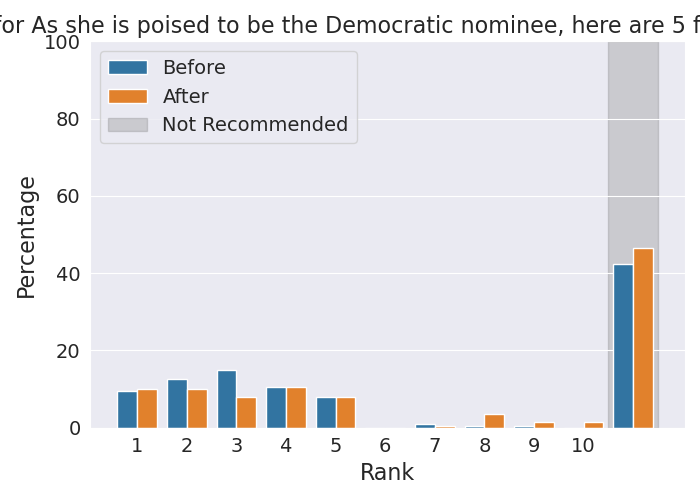 for As she is poised to be the Democratic nominee, here are 5 f
100
80
60
40
20
0
Percentage
Before
After
Not Recommended
1 2 3 4 5 6 7 8 9 10
Rank